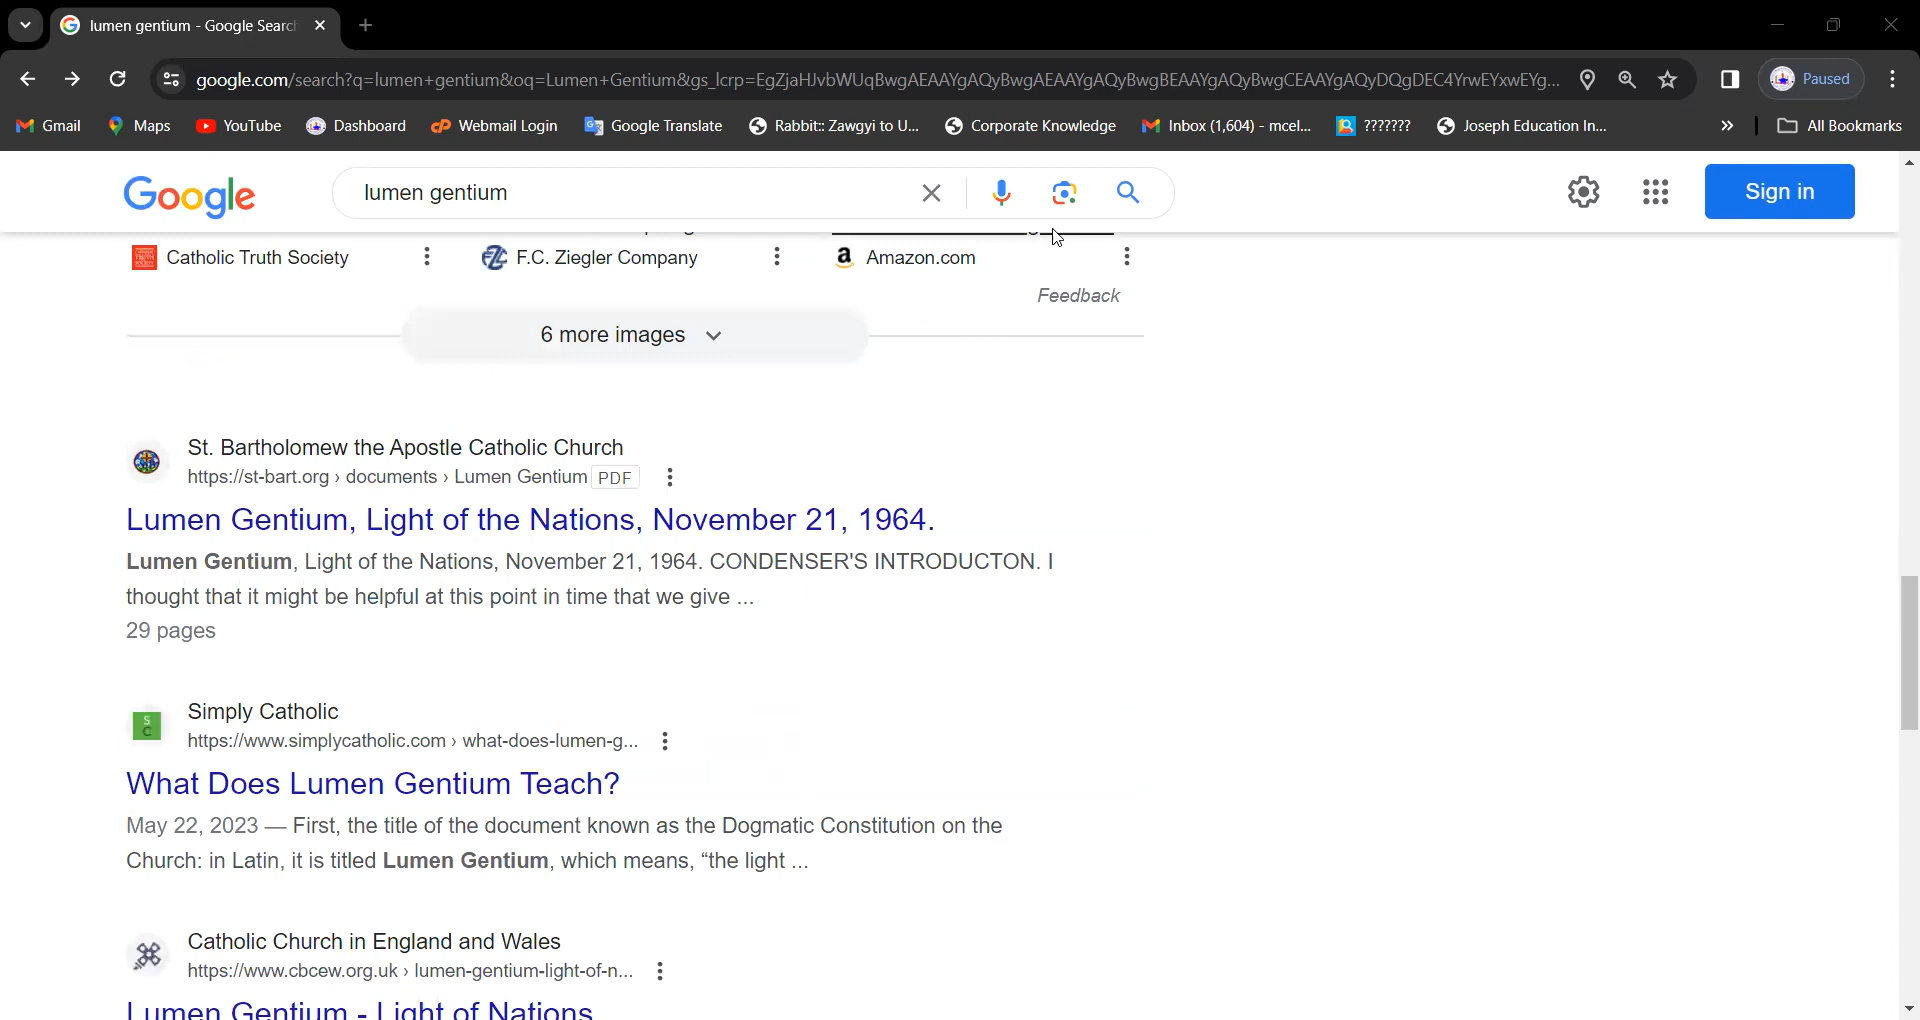 lumen gentium - Google Search
google.com/search?q=lumen+gentium&oq=Lumen+Gentium&gs_lcrp=EgZjaHJvbWUqBwgAEAAYgAQyBwgAEAAYgAQyBwgBEAAYgAQyBwgCEAAYgAQyDQgDEC4YrwEYxwEYg...
Paused
Gmail
Maps
YouTube
Dashboard
Webmail Login
Google Translate
Rabbit:: Zawgyi to U...
Corporate Knowledge
Inbox (1,604) - mcel...
???????
Joseph Education In...
All Bookmarks
Google
lumen gentium
Sign in
Catholic Truth Society
F.C. Ziegler Company
Amazon.com
Feedback
6 more images
St. Bartholomew the Apostle Catholic Church
https://st-bart.org › documents › Lumen Gentium PDF
Lumen Gentium, Light of the Nations, November 21, 1964.
Lumen Gentium, Light of the Nations, November 21, 1964. CONDENSER'S INTRODUCTON. I
thought that it might be helpful at this point in time that we give ...
29 pages
S
C
Simply Catholic
https://www.simplycatholic.com › what-does-lumen-g...
What Does Lumen Gentium Teach?
May 22, 2023 — First, the title of the document known as the Dogmatic Constitution on the
Church: in Latin, it is titled Lumen Gentium, which means, “the light ...
Catholic Church in England and Wales
https://www.cbcew.org.uk › lumen-gentium-light-of-n...
Lumen Gentium - Light of Nations